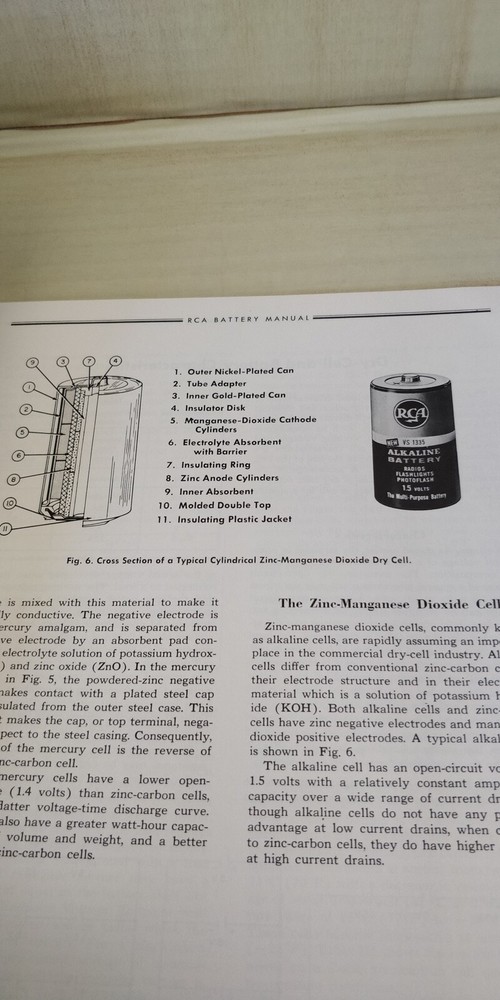 RCA BATTERY MANUAL
9
3
7
4
1
2
5
6
8
10
11
1. Outer Nickel-Plated Can
2. Tube Adapter
3. Inner Gold-Plated Can
4. Insulator Disk
5. Manganese-Dioxide Cathode
Cylinders
6. Electrolyte Absorbent
with Barrier
7. Insulating Ring
8. Zinc Anode Cylinders
9. Inner Absorbent
10. Molded Double Top
11. Insulating Plastic Jacket
RCA
NEW VS 1335
ALKALINE
BATTERY
RADIOS
FLASHLIGHTS
PHOTOFLASH
1.5 VOLTS
The Multi-Purpose Battery
Fig. 6. Cross Section of a Typical Cylindrical Zinc-Manganese Dioxide Dry Cell.
is mixed with this material to make it
ly conductive. The negative electrode is
ercury amalgam, and is separated from
ve electrode by an absorbent pad con-
electrolyte solution of potassium hydrox-
) and zinc oxide (ZnO). In the mercury
in Fig. 5, the powdered-zinc negative
makes contact with a plated steel cap
sulated from the outer steel case. This
t makes the cap, or top terminal, nega-
pect to the steel casing. Consequently,
of the mercury cell is the reverse of
nc-carbon cell.
mercury cells have a lower open-
e (1.4 volts) than zinc-carbon cells,
flatter voltage-time discharge curve.
also have a greater watt-hour capac-
volume and weight, and a better
zinc-carbon cells.
The Zinc-Manganese Dioxide Cell
Zinc-manganese dioxide cells, commonly k
as alkaline cells, are rapidly assuming an imp
place in the commercial dry-cell industry. Al
cells differ from conventional zinc-carbon c
their electrode structure and in their elec
material which is a solution of potassium h
ide (KOH). Both alkaline cells and zinc-
cells have zinc negative electrodes and man
dioxide positive electrodes. A typical alkal
is shown in Fig. 6.
The alkaline cell has an open-circuit vo
1.5 volts with a relatively constant amp
capacity over a wide range of current dr
though alkaline cells do not have any p
advantage at low current drains, when c
to zinc-carbon cells, they do have higher
at high current drains.